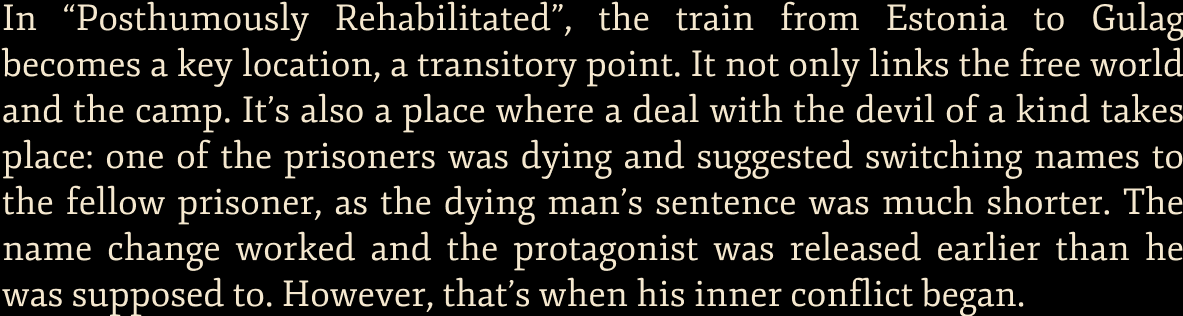 In “Posthumously Rehabilitated”, the train from Estonia to Gulag
becomes a key location, a transitory point. It not only links the free world
and the camp. It’s also a place where a deal with the devil of a kind takes
place: one of the prisoners was dying and suggested switching names to
the fellow prisoner, as the dying man’s sentence was much shorter. The
name change worked and the protagonist was released earlier than he
was supposed to. However, that’s when his inner conflict began.